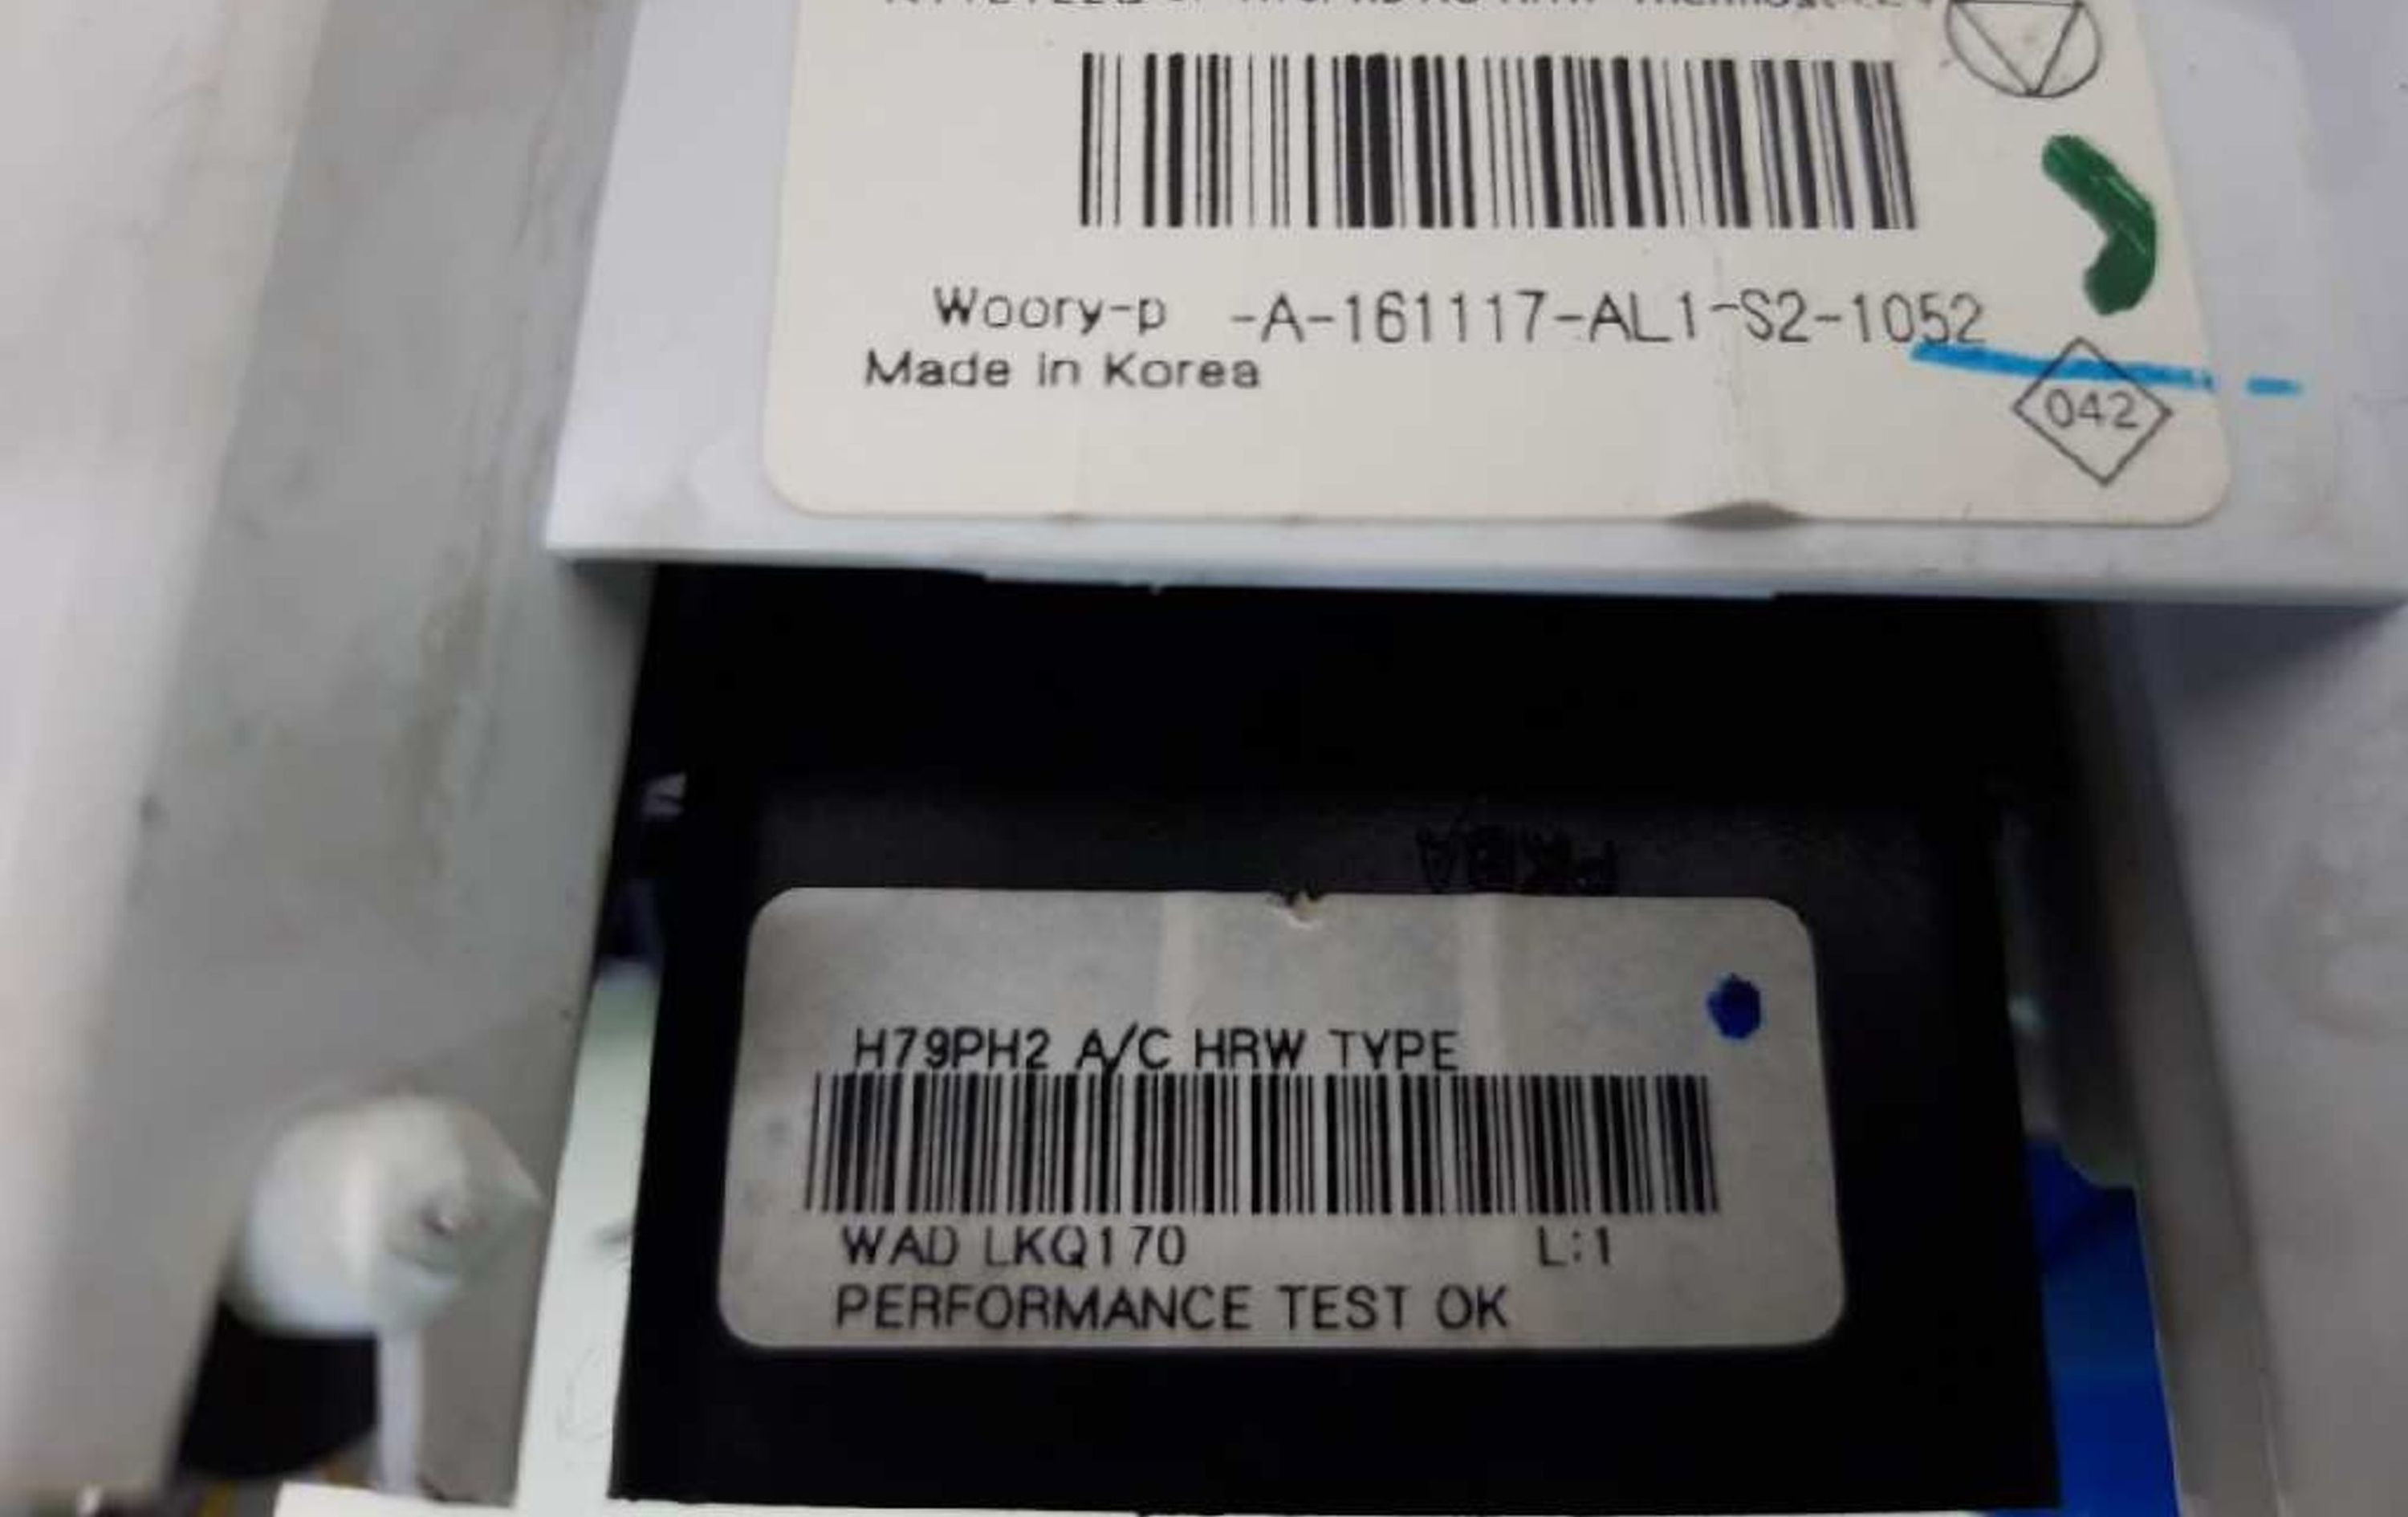 Woory-p -A-161117-AL1-S2-1052
Made in Korea
042
H79PH2 A/C HRW TYPE
WAD LKQ170 L:1
PERFORMANCE TEST OK